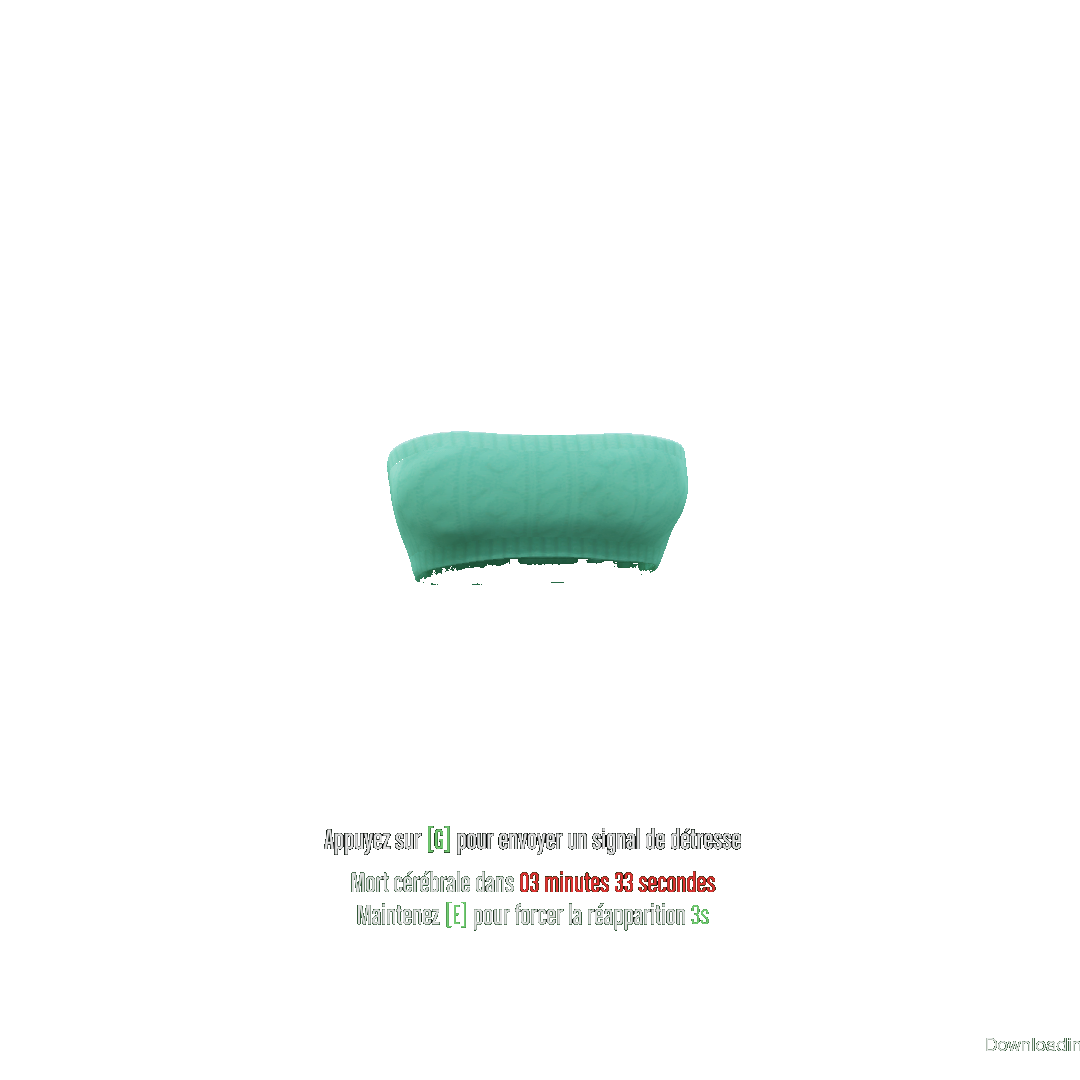 Appuyez sur [G] pour envoyer un signal de détresse
Mort cérébrale dans 03 minutes 33 secondes
Maintenez [E] pour forcer la réapparition 3s
Downloadin